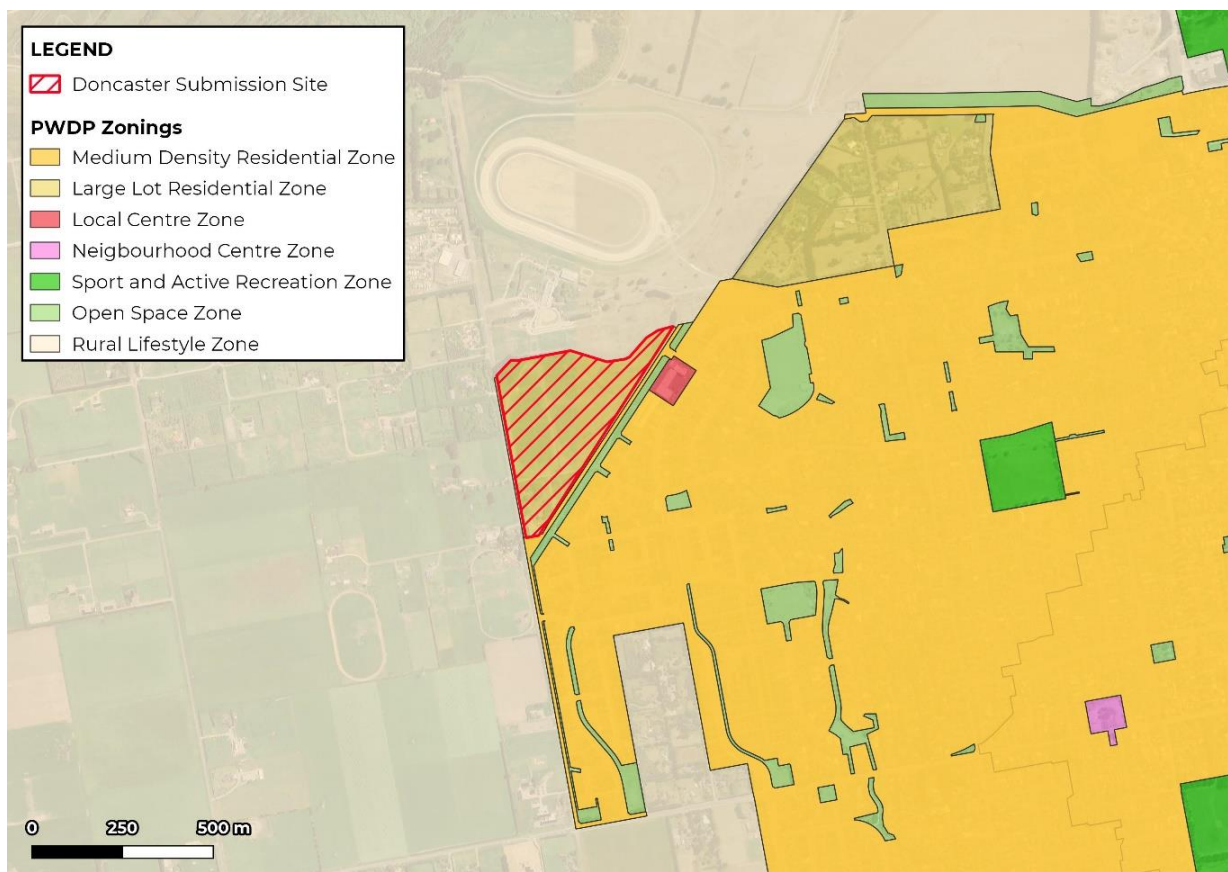 LEGEND
Doncaster Submission Site
PWDP Zonings
Medium Density Residential Zone
Large Lot Residential Zone
Local Centre Zone
Neigbourhood Centre Zone
Sport and Active Recreation Zone
Open Space Zone
Rural Lifestyle Zone
0 250 500 m